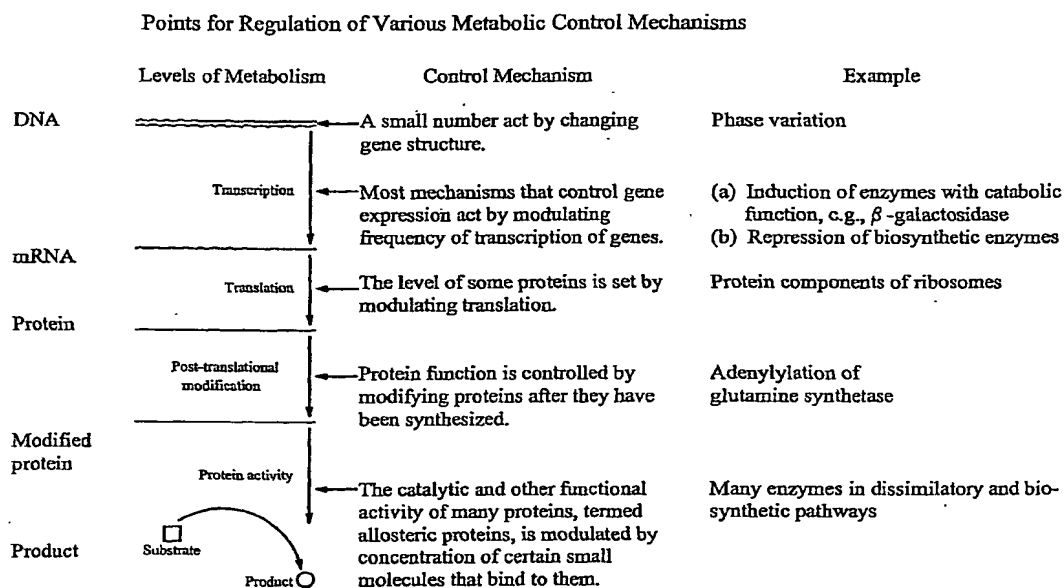 Points for Regulation of Various Metabolic Control Mechanisms
Levels of Metabolism Control Mechanism Example
DNA
A small number act by changing
gene structure.
Phase variation
Transcription
Most mechanisms that control gene
expression act by modulating
frequency of transcription of genes.
(a) Induction of enzymes with catabolic
function, e.g., β-galactosidase
(b) Repression of biosynthetic enzymes
mRNA
Translation
The level of some proteins is set by
modulating translation.
Protein components of ribosomes
Protein
Post-translational
modification
Protein function is controlled by
modifying proteins after they have
been synthesized.
Adenylylation of
glutamine synthetase
Modified
protein
Protein activity
The catalytic and other functional
activity of many proteins, termed
allosteric proteins, is modulated by
concentration of certain small
molecules that bind to them.
Many enzymes in dissimilatory and bio-
synthetic pathways
Product
Substrate
Product